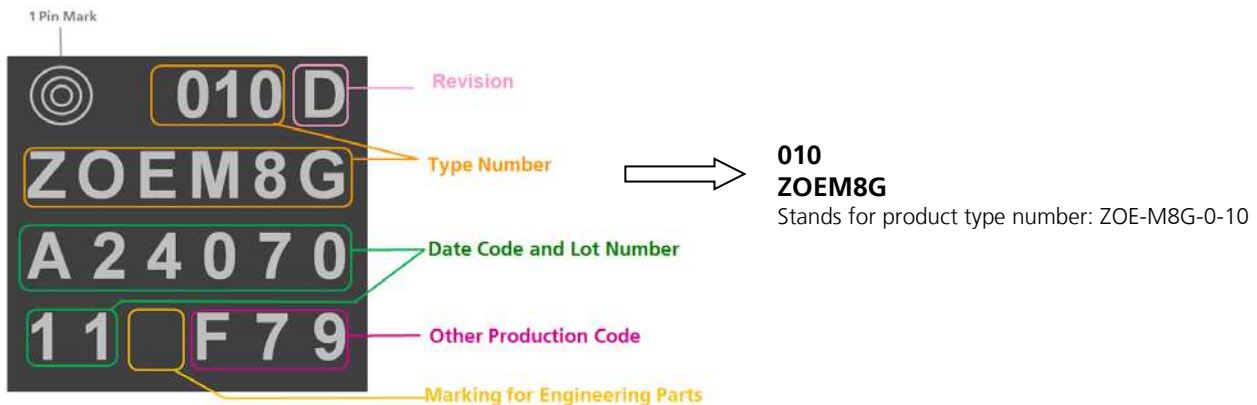 1 Pin Mark
010 D
Revision
ZOEM8G
Type Number
010
ZOEM8G
Stands for product type number: ZOE-M8G-0-10
A24070
Date Code and Lot Number
11 F79
Other Production Code
Marking for Engineering Parts